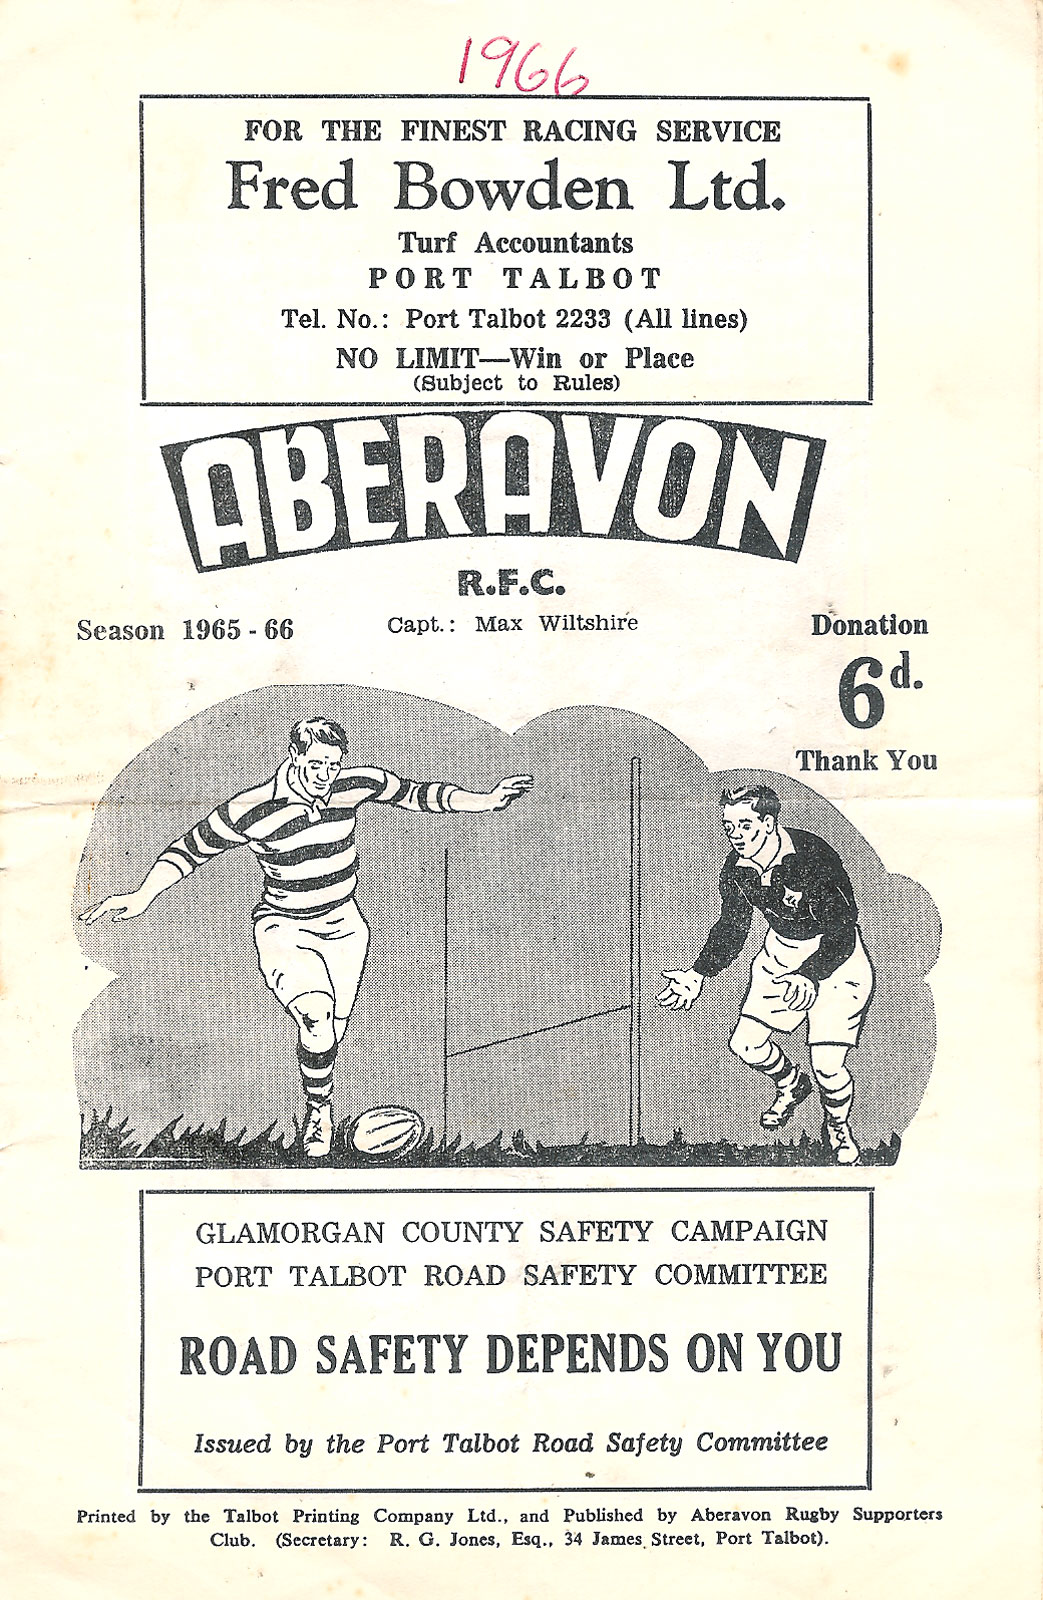 1966
FOR THE FINEST RACING SERVICE
Fred Bowden Ltd.
Turf Accountants
PORT TALBOT
Tel. No.: Port Talbot 2233 (All lines)
NO LIMIT—Win or Place
(Subject to Rules)
ABERAVON
R.F.C.
Season 1965 - 66
Capt.: Max Wiltshire
Donation
6d.
Thank You
GLAMORGAN COUNTY SAFETY CAMPAIGN
PORT TALBOT ROAD SAFETY COMMITTEE
ROAD SAFETY DEPENDS ON YOU
Issued by the Port Talbot Road Safety Committee
Printed by the Talbot Printing Company Ltd., and Published by Aberavon Rugby Supporters
Club. (Secretary: R. G. Jones, Esq., 34 James Street, Port Talbot).